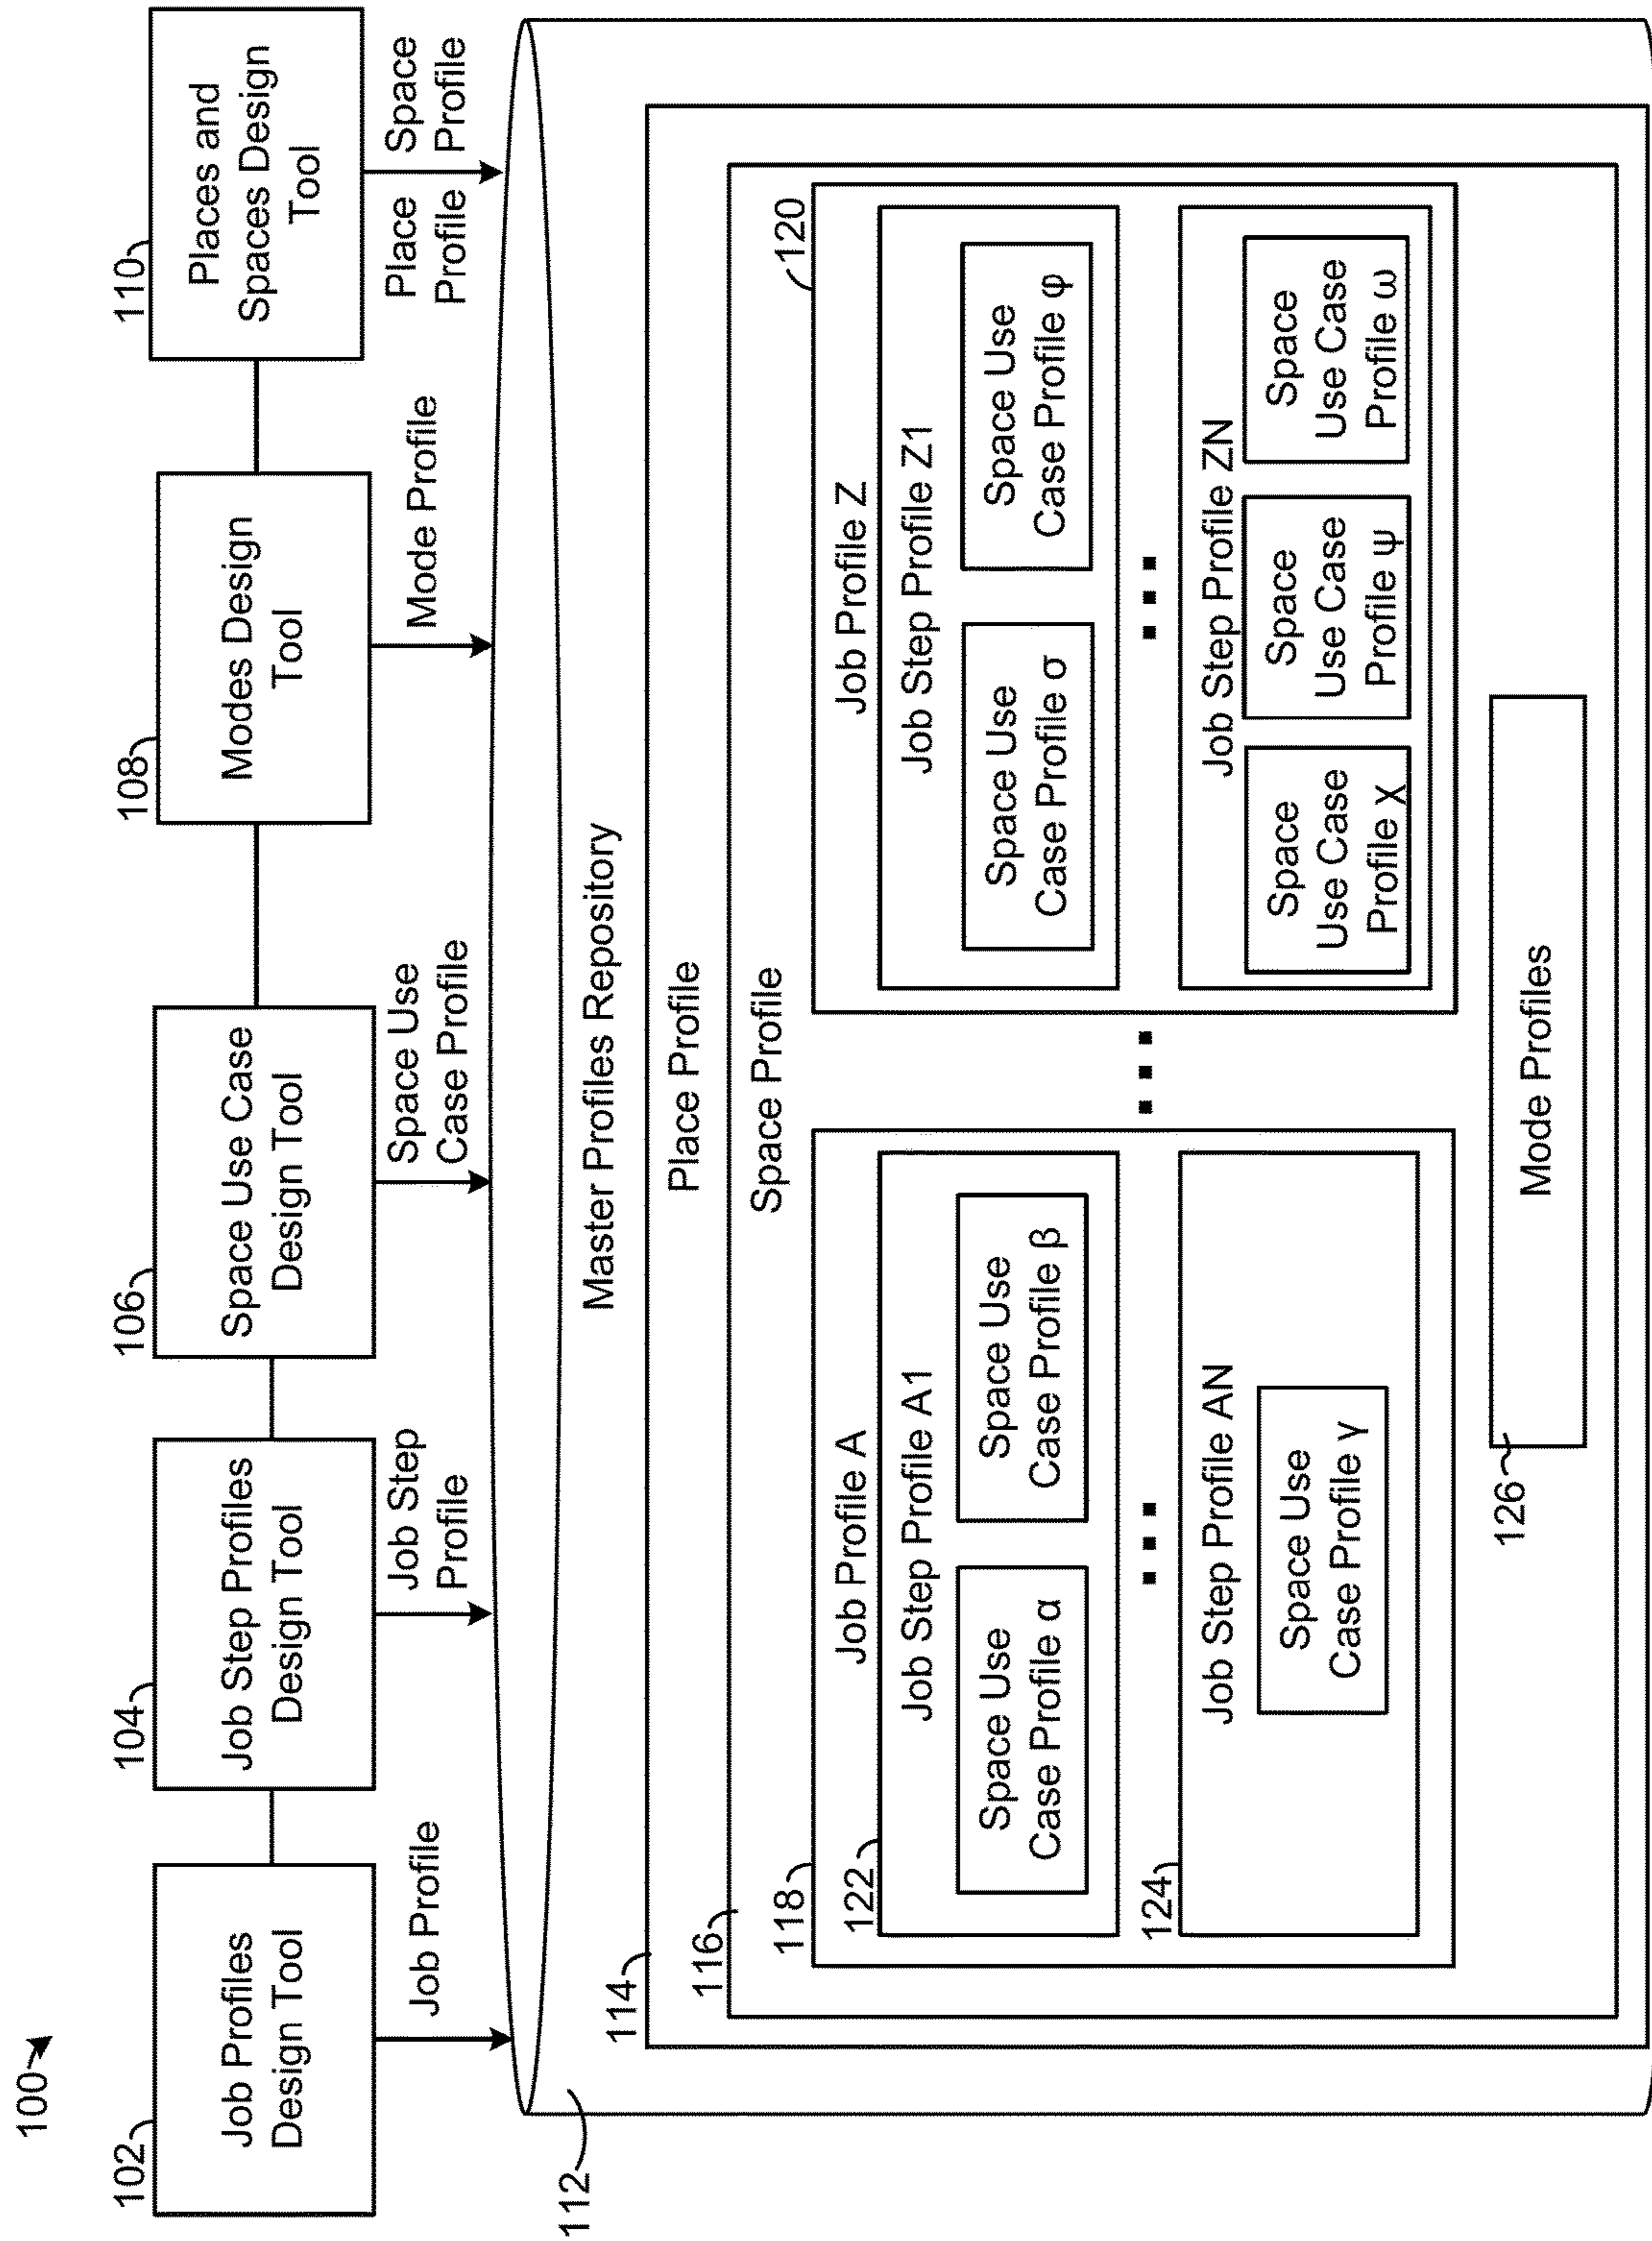 100
102
Job Profiles
Design Tool
104
Job Step Profiles
Design Tool
106
Space Use Case
Design Tool
108
Modes Design
Tool
110
Places and
Spaces Design
Tool
Job Profile
Job Step
Profile
Space Use
Case Profile
Mode Profile
Place
Profile
Space
Profile
112
Master Profiles Repository
114
Place Profile
116
Space Profile
118
Job Profile A
122
Job Step Profile A1
Space Use
Case Profile α
Space Use
Case Profile β
...
124
Job Step Profile AN
Space Use
Case Profile γ
...
120
Job Profile Z
Job Step Profile Z1
Space Use
Case Profile σ
Space Use
Case Profile φ
...
Job Step Profile ZN
Space
Use Case
Profile χ
Space
Use Case
Profile ψ
Space
Use Case
Profile ω
126
Mode Profiles